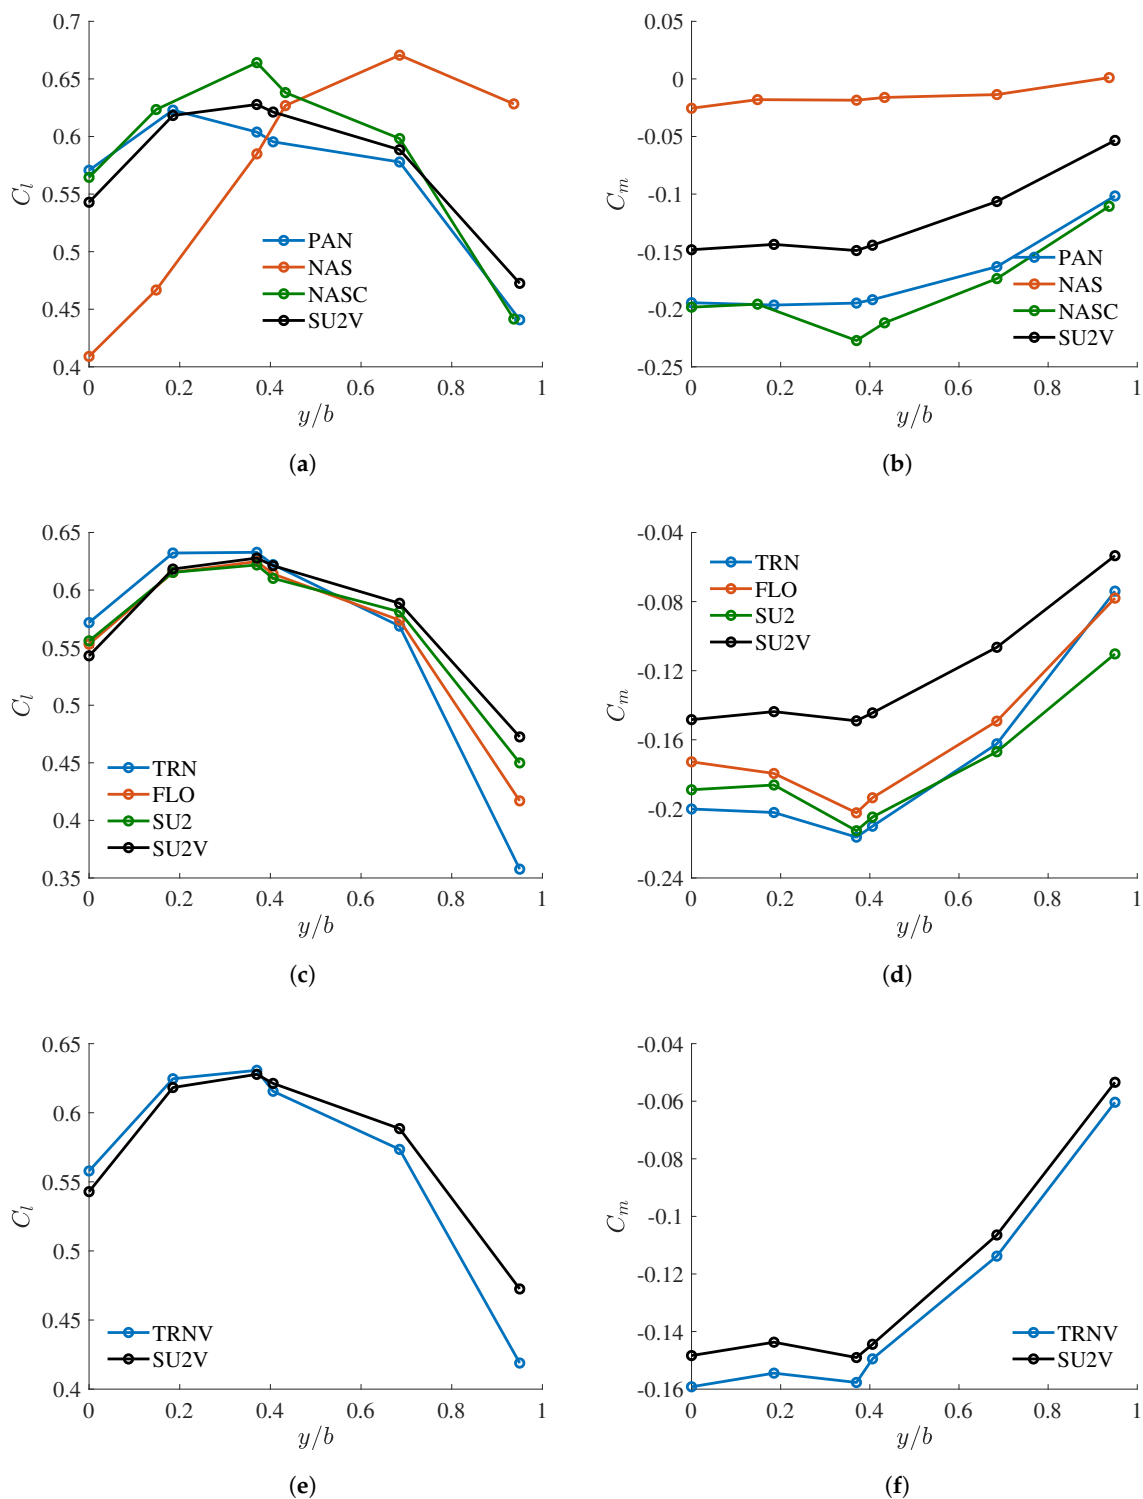 0.7
0.65
0.6
0.55
0.5
0.45
0.4
C_l
PAN
NAS
NASC
SU2V
0 0.2 0.4 0.6 0.8 1
y/b
(a)
0.05
0
-0.05
-0.1
-0.15
-0.2
-0.25
C_m
PAN
NAS
NASC
SU2V
0 0.2 0.4 0.6 0.8 1
y/b
(b)
0.65
0.6
0.55
0.5
0.45
0.4
0.35
C_l
TRN
FLO
SU2
SU2V
0 0.2 0.4 0.6 0.8 1
y/b
(c)
-0.04
-0.08
-0.12
-0.16
-0.2
-0.24
C_m
TRN
FLO
SU2
SU2V
0 0.2 0.4 0.6 0.8 1
y/b
(d)
0.65
0.6
0.55
0.5
0.45
0.4
C_l
TRNV
SU2V
0 0.2 0.4 0.6 0.8 1
y/b
(e)
-0.04
-0.06
-0.08
-0.1
-0.12
-0.14
-0.16
C_m
TRNV
SU2V
0 0.2 0.4 0.6 0.8 1
y/b
(f)